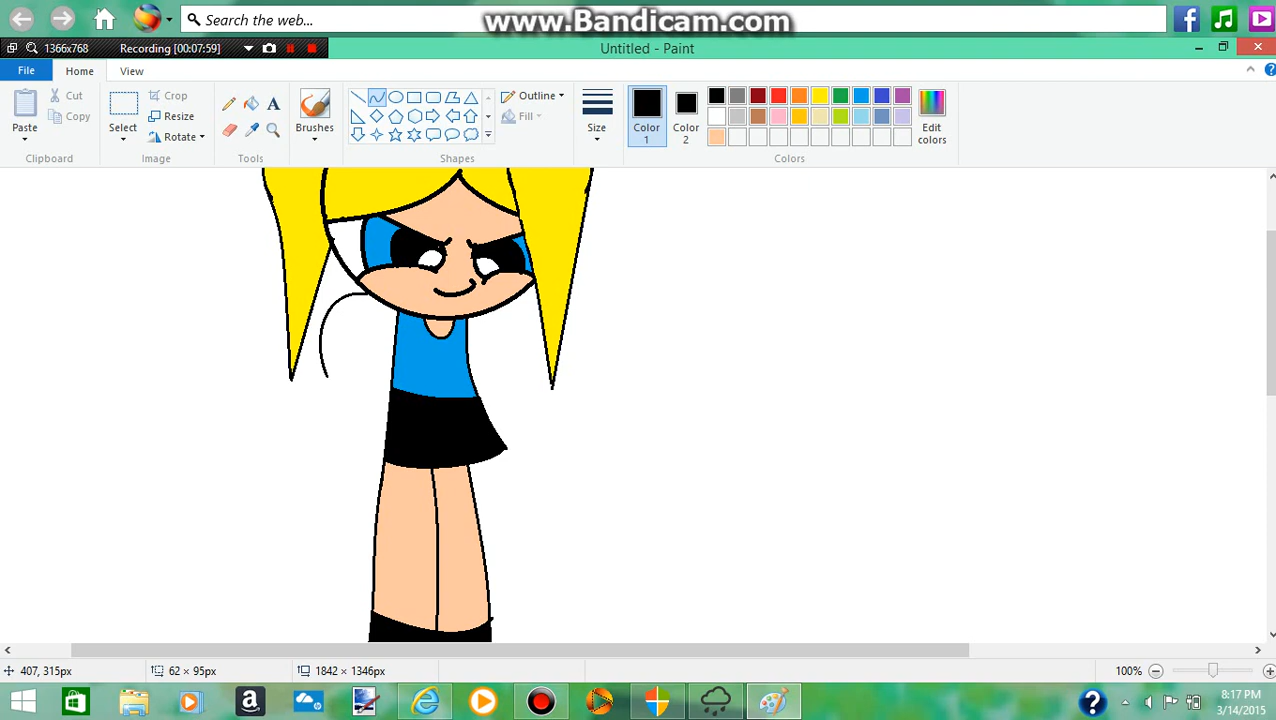 www.Bandicam.com
Search the web...
1366x768
Recording [00:07:59]
Untitled - Paint
File
Home
View
Paste
Cut
Copy
Clipboard
Select
Crop
Resize
Rotate
Image
A
Tools
Brushes
Shapes
Outline
Fill
Size
Color 1
Color 2
Edit colors
Colors
407, 315px
62 × 95px
1842 × 1346px
100%
8:17 PM
3/14/2015